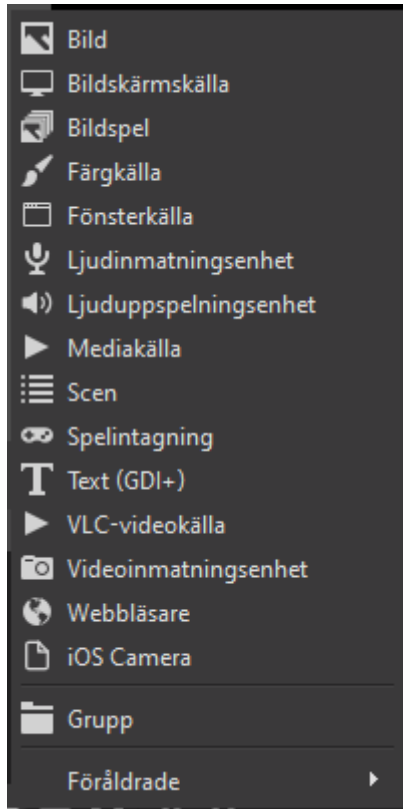 Bild
Bildskärmskälla
Bildspel
Färgkälla
Fönsterkälla
Ljudinmatningsenhet
Ljuduppspelningsenhet
Mediakälla
Scen
Spelintagning
Text (GDI+)
VLC-videokälla
Videoinmatningsenhet
Webbläsare
iOS Camera
Grupp
Föråldrade